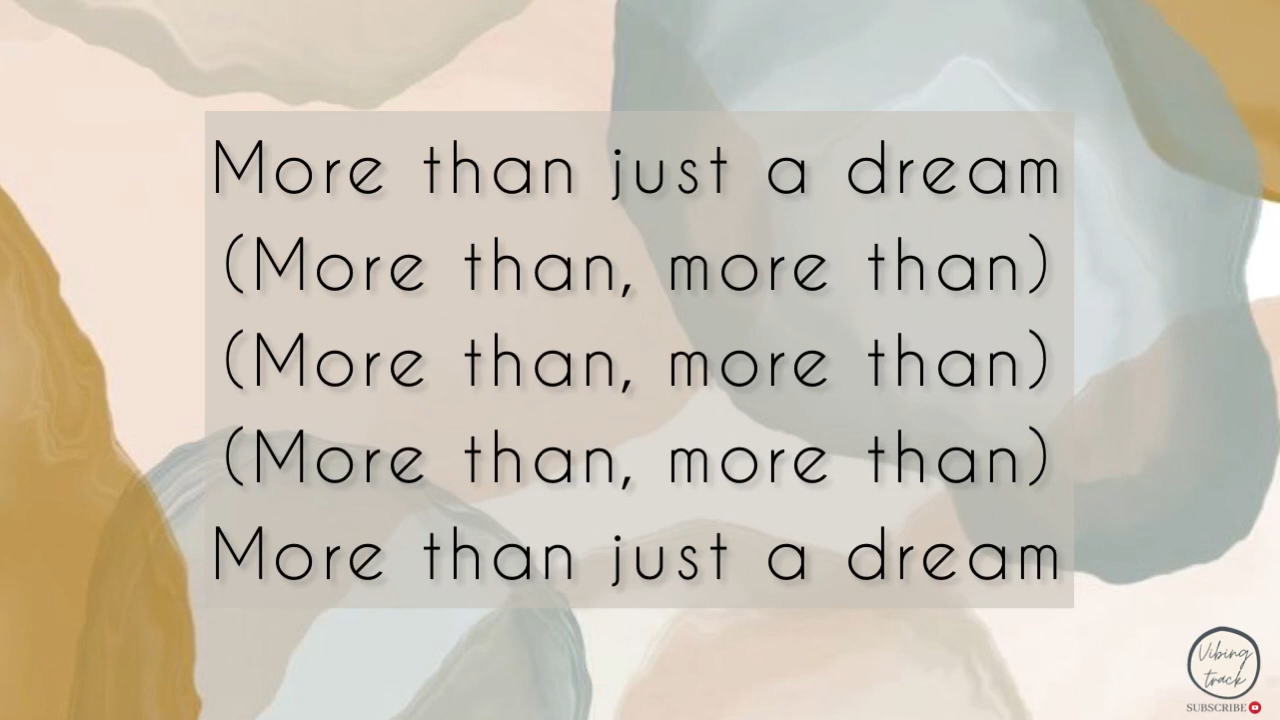 More than just a dream
(More than, more than)
(More than, more than)
(More than, more than)
More than just a dream
Vibing
track
SUBSCRIBE